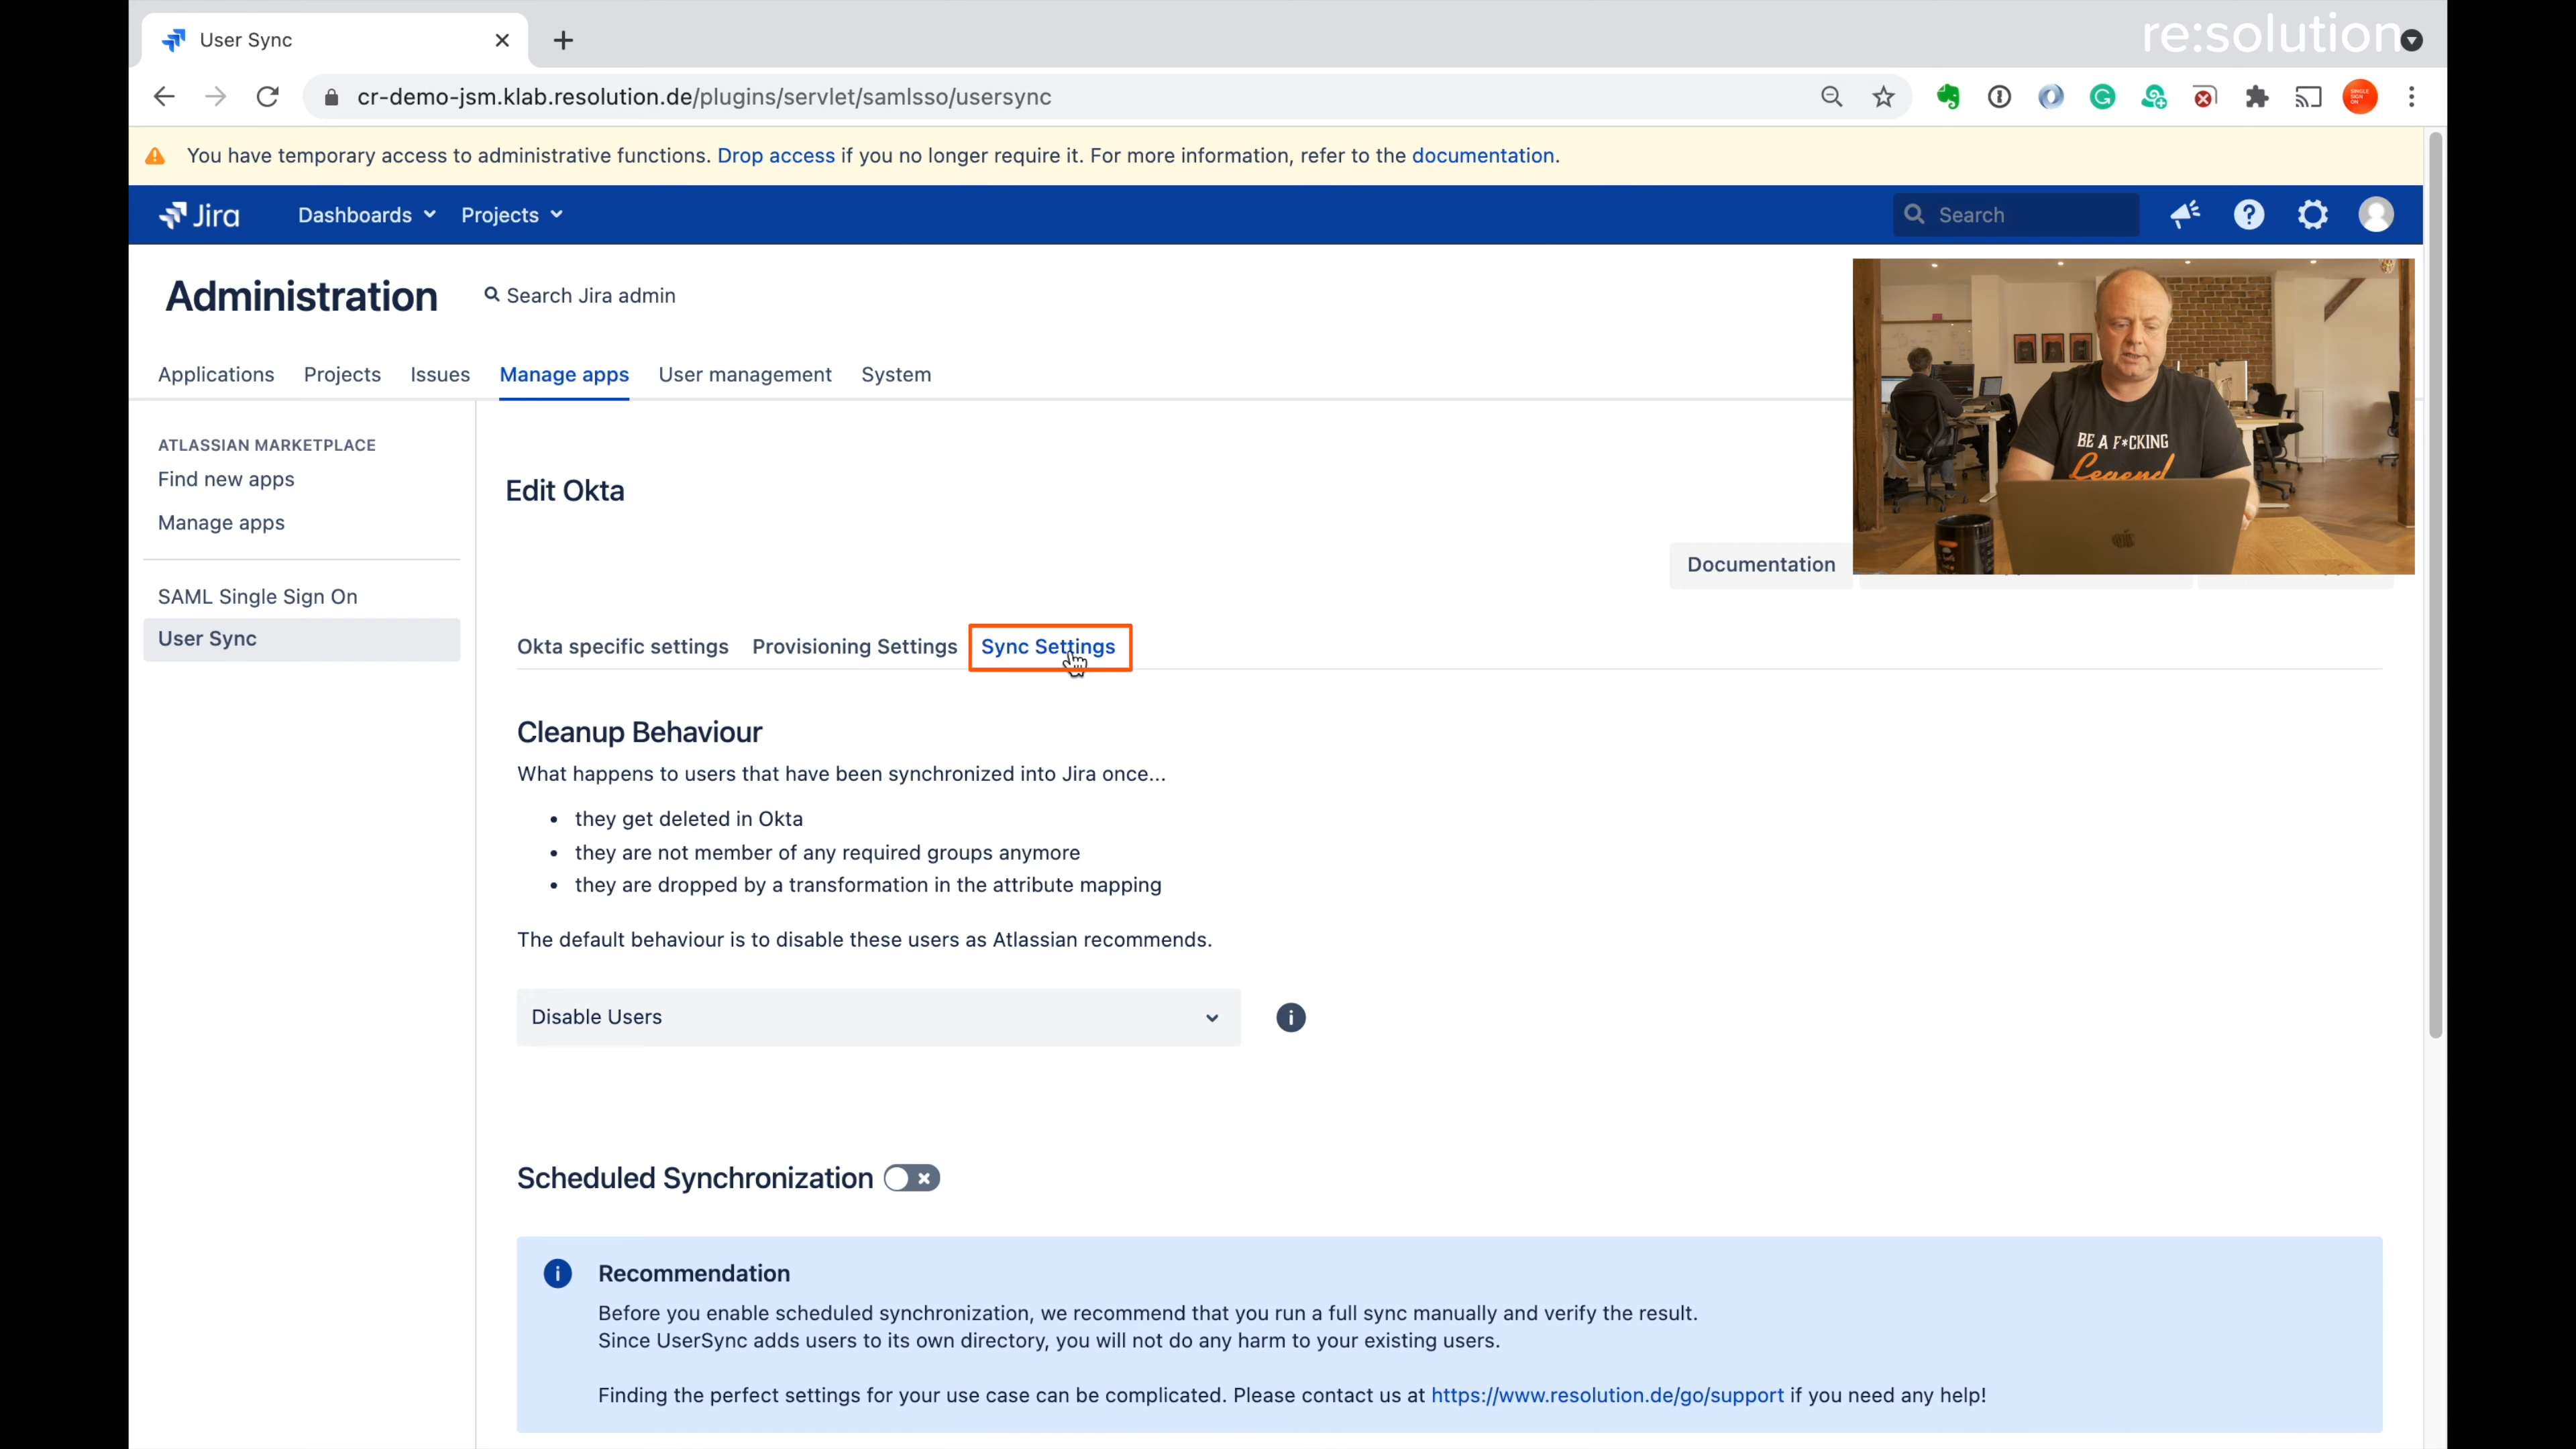 User Sync
re:solution
cr-demo-jsm.klab.resolution.de/plugins/servlet/samlsso/usersync
You have temporary access to administrative functions. Drop access if you no longer require it. For more information, refer to the documentation.
Jira
Dashboards
Projects
Search
Administration
Search Jira admin
Applications
Projects
Issues
Manage apps
User management
System
BE A F*CKING
Legend
ATLASSIAN MARKETPLACE
Find new apps
Manage apps
SAML Single Sign On
User Sync
Edit Okta
Documentation
Okta specific settings
Provisioning Settings
Sync Settings
Cleanup Behaviour
What happens to users that have been synchronized into Jira once...
• they get deleted in Okta
• they are not member of any required groups anymore
• they are dropped by a transformation in the attribute mapping
The default behaviour is to disable these users as Atlassian recommends.
Disable Users
Scheduled Synchronization
Recommendation
Before you enable scheduled synchronization, we recommend that you run a full sync manually and verify the result.
Since UserSync adds users to its own directory, you will not do any harm to your existing users.
Finding the perfect settings for your use case can be complicated. Please contact us at https://www.resolution.de/go/support if you need any help!